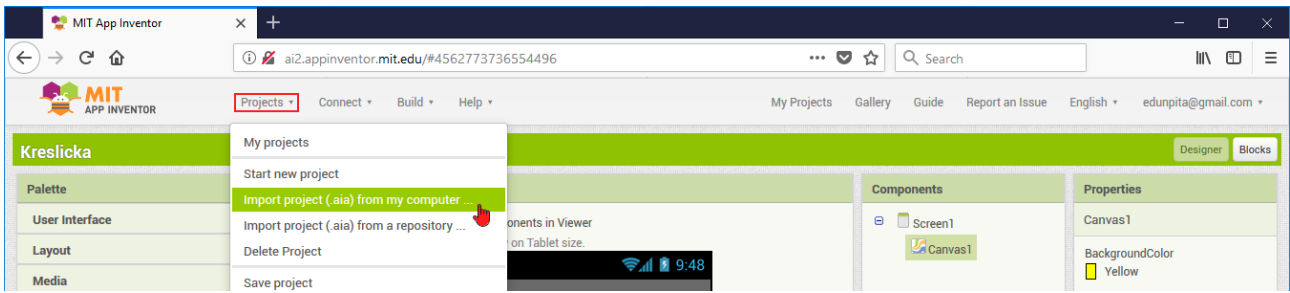 MIT App Inventor
ai2.appinventor.mit.edu/#4562773736554496
Search
MIT
APP INVENTOR
Projects Connect Build Help My Projects Gallery Guide Report an Issue English edunpita@gmail.com
My projects
Kreslicka Designer Blocks
Start new project
Palette Components Properties
Import project (.aia) from my computer ...
User Interface onents in Viewer Screen1 Canvas1
Import project (.aia) from a repository ...
on Tablet size.
Layout Delete Project Canvas1 BackgroundColor
9:48
Yellow
Media Save project